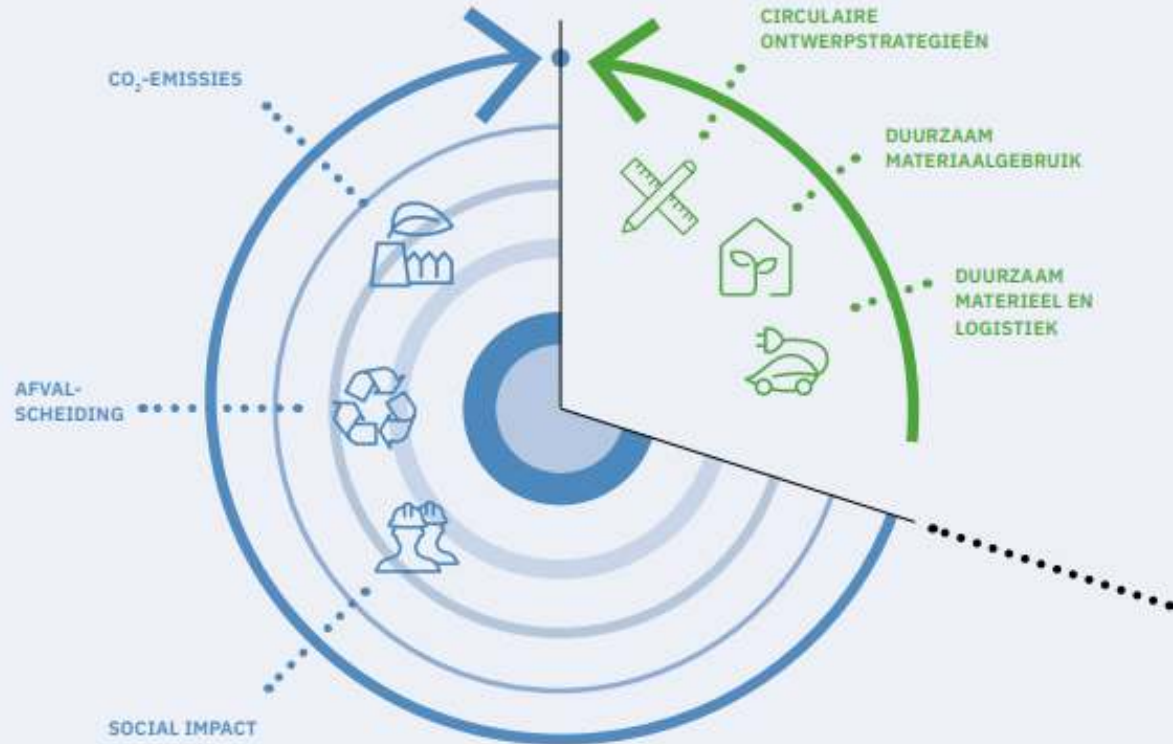 CIRCULAIRE
ONTWERPSTRATEGIEËN
CO₂-EMISSIES
DUURZAAM
MATERIAALGEBRUIK
DUURZAAM
MATERIEEL EN
LOGISTIEK
AFVAL-
SCHEIDING
SOCIAL IMPACT